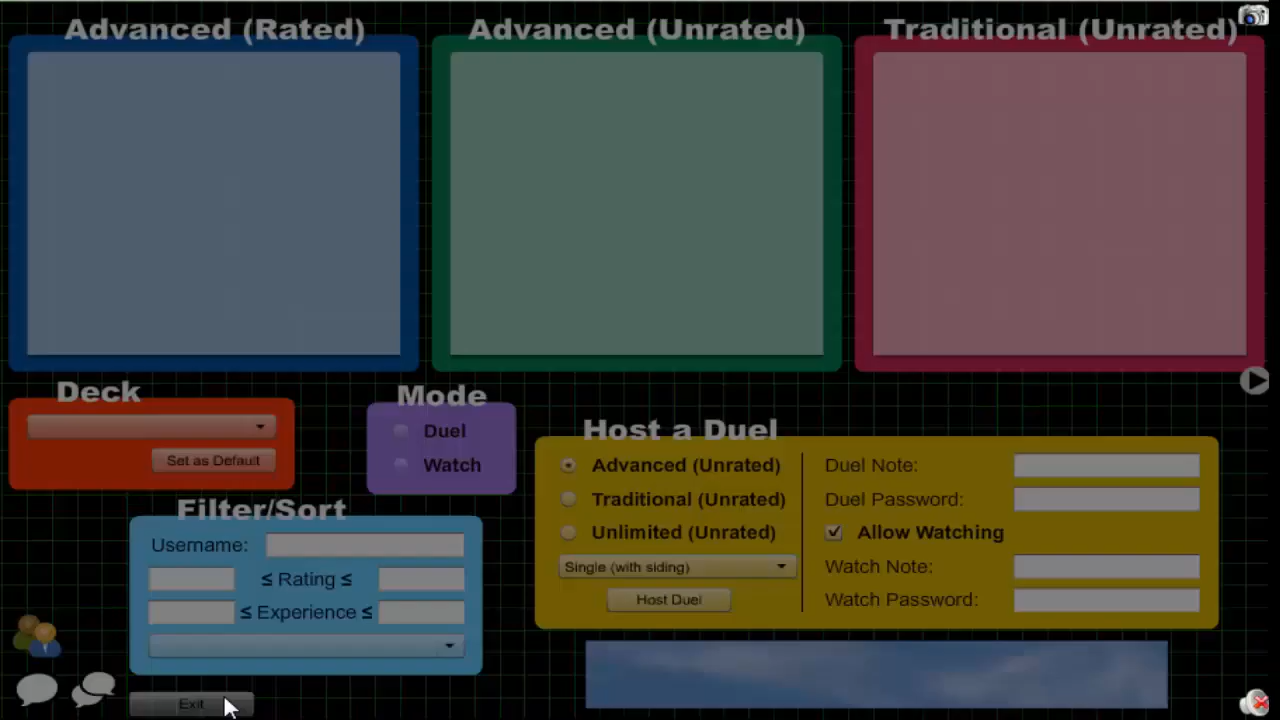 Advanced (Rated)
Advanced (Unrated)
Traditional (Unrated)
Deck
Set as Default
Mode
Duel
Watch
Filter/Sort
Username:
≤ Rating ≤
≤ Experience ≤
Exit
Host a Duel
Advanced (Unrated)
Traditional (Unrated)
Unlimited (Unrated)
Single (with siding)
Host Duel
Duel Note:
Duel Password:
Allow Watching
Watch Note:
Watch Password: